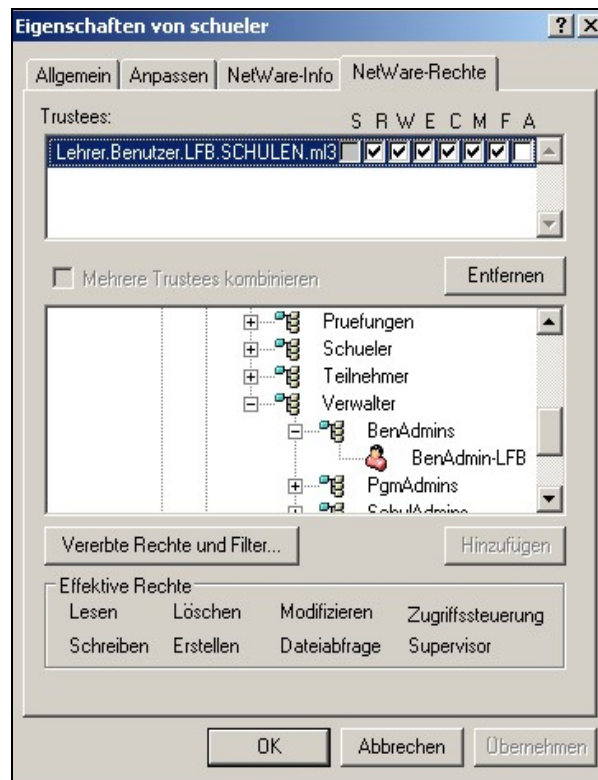 Eigenschaften von schueler
Allgemein Anpassen NetWare-Info NetWare-Rechte
Trustees: S R W E C M F A
Lehrer.Benutzer.LFB.SCHULEN.ml3
Mehrere Trustees kombinieren Entfernen
Pruefungen
Schueler
Teilnehmer
Verwalter
BenAdmins
BenAdmin-LFB
PgmAdmins
SchulAdmins
Vererbte Rechte und Filter... Hinzufügen
Effektive Rechte
Lesen Löschen Modifizieren Zugriffssteuerung
Schreiben Erstellen Dateiabfrage Supervisor
OK Abbrechen Übernehmen